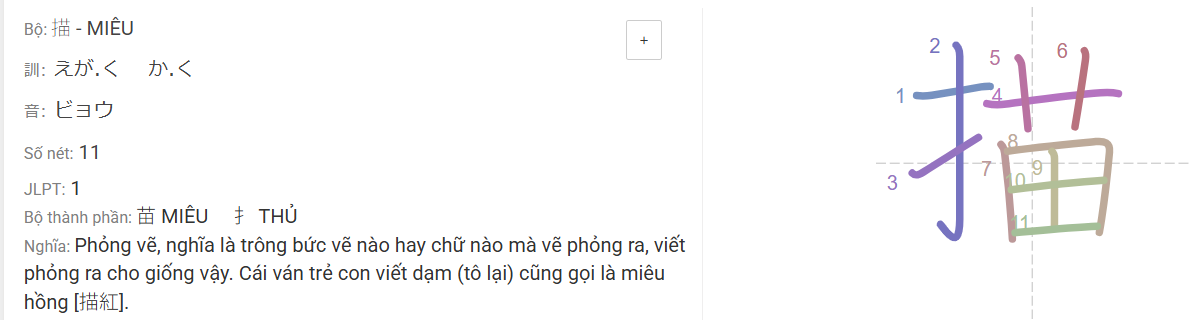 Bộ: 描 - MIÊU
+
訓: えが.く か.く
音: ビョウ
Số nét: 11
JLPT: 1
Bộ thành phần: 苗 MIÊU 扌 THỦ
Nghĩa: Phỏng vẽ, nghĩa là trông bức vẽ nào hay chữ nào mà vẽ phỏng ra, viết
phỏng ra cho giống vậy. Cái ván trẻ con viết dạm (tô lại) cũng gọi là miêu
hồng [描紅].
描
1
2
3
4
5
6
7
8
9
10
11